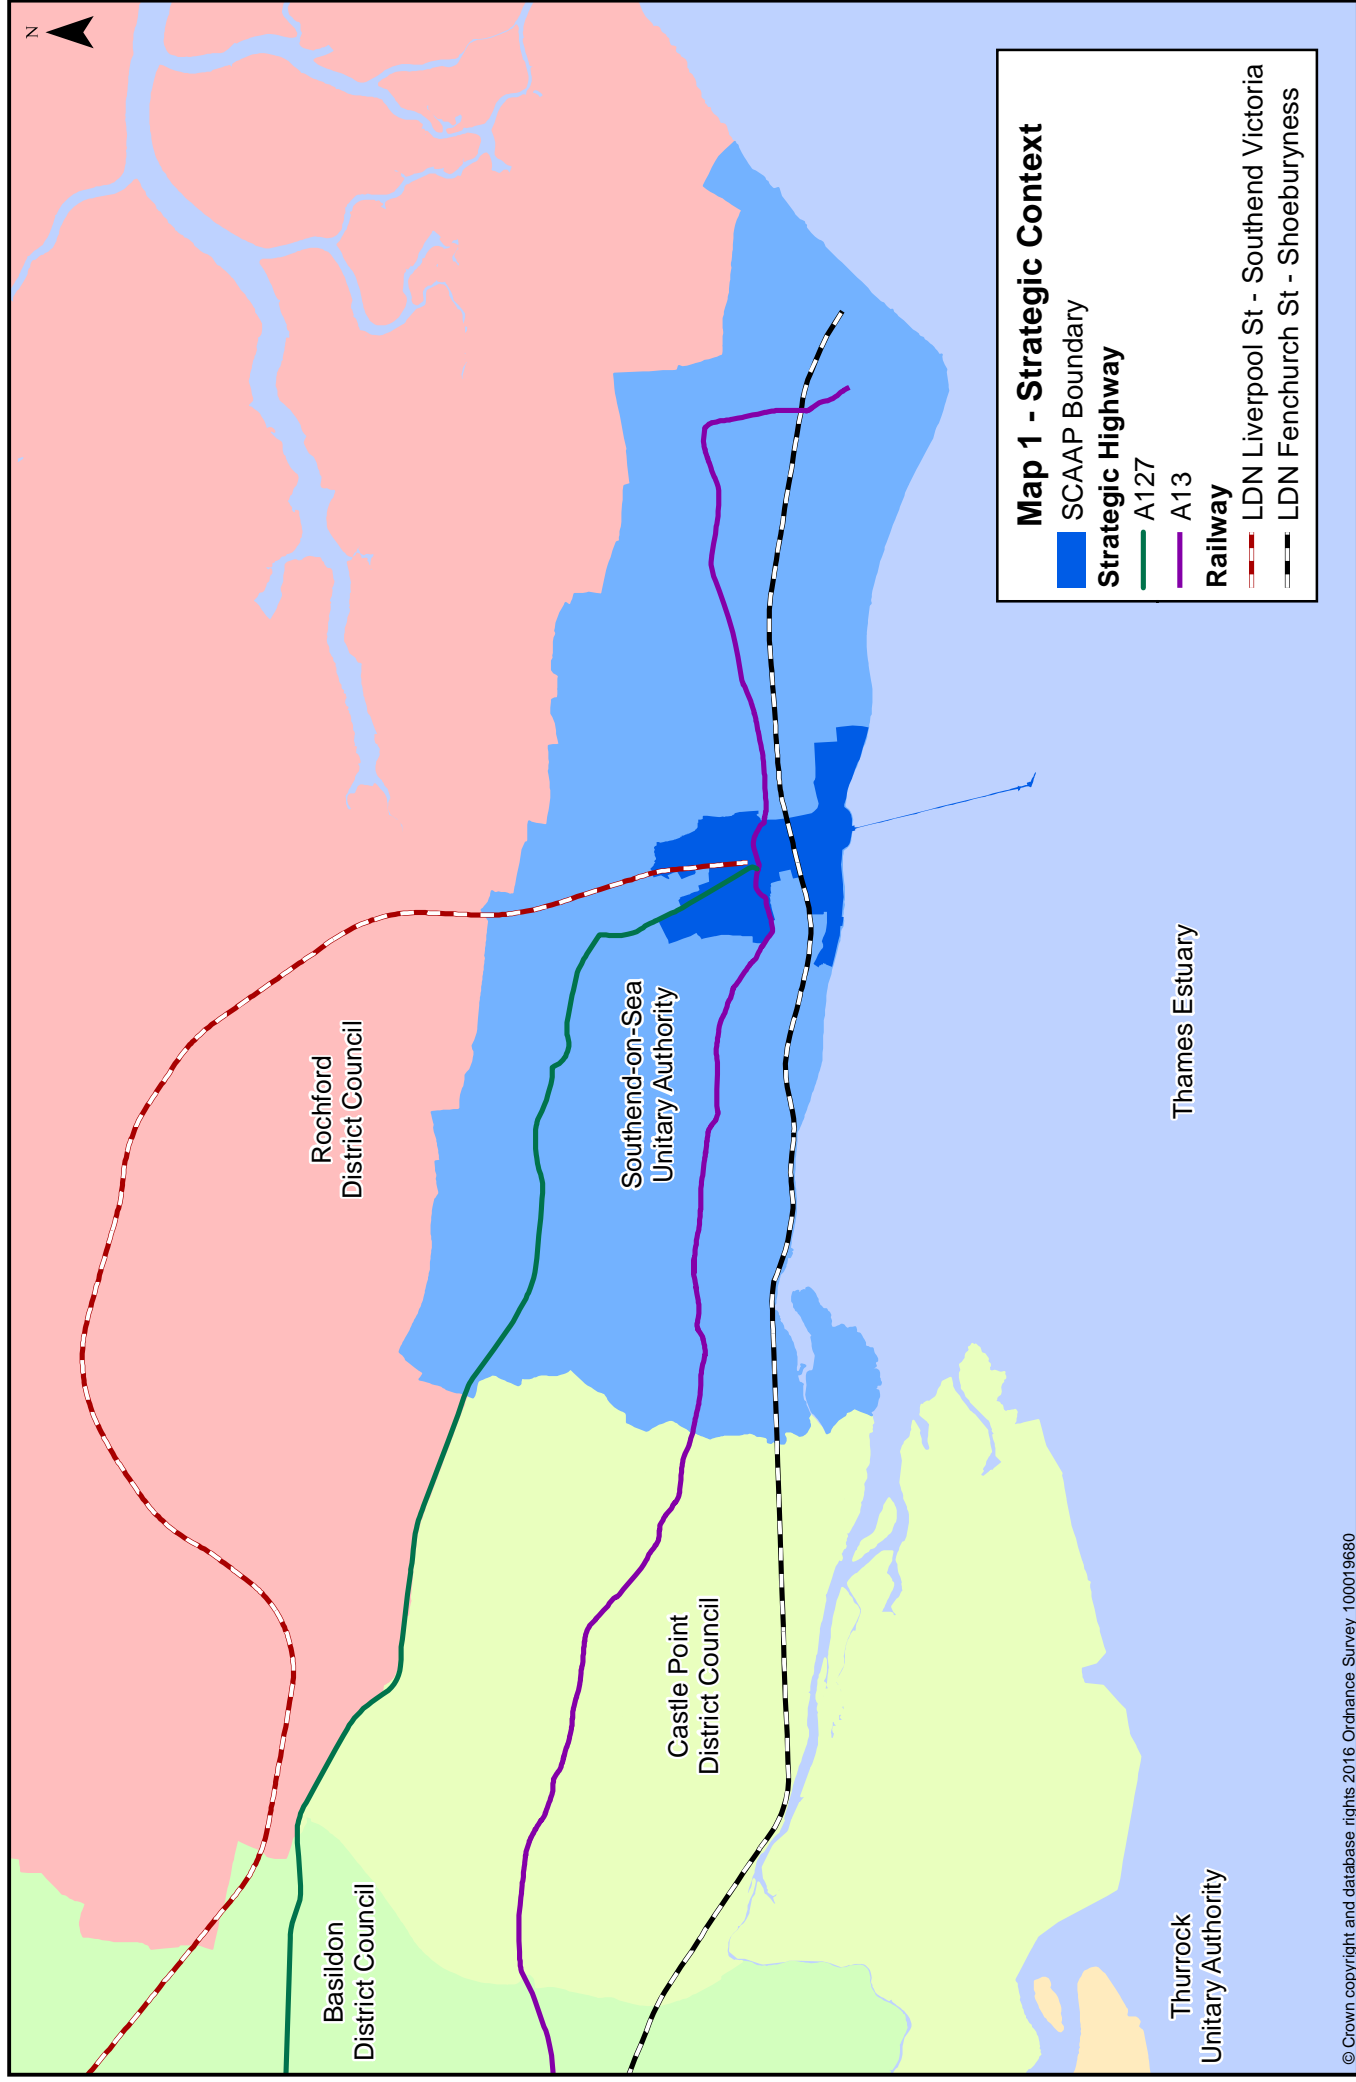 N
Rochford
District Council
Basildon
District Council
Southend-on-Sea
Unitary Authority
Castle Point
District Council
Thames Estuary
Thurrock
Unitary Authority
Map 1 - Strategic Context
SCAAP Boundary
Strategic Highway
A127
A13
Railway
LDN Liverpool St - Southend Victoria
LDN Fenchurch St - Shoeburyness
© Crown copyright and database rights 2016 Ordnance Survey 100019680